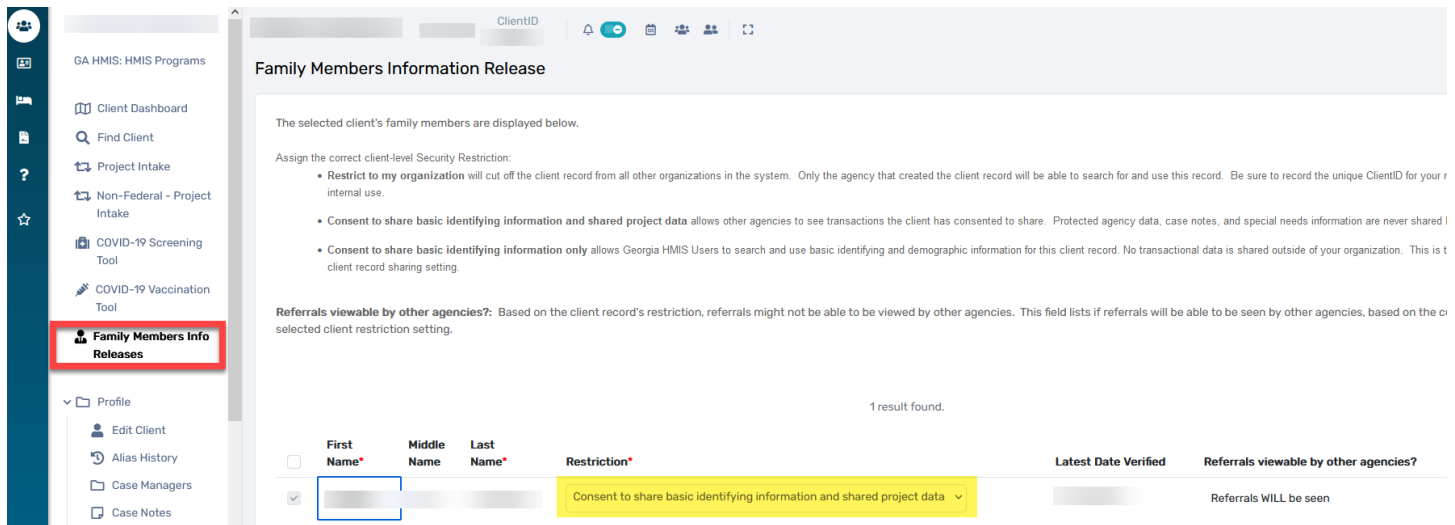 ClientID
GA HMIS: HMIS Programs
Client Dashboard
Find Client
Project Intake
Non-Federal - Project
Intake
COVID-19 Screening
Tool
COVID-19 Vaccination
Tool
Family Members Info
Releases
Profile
Edit Client
Alias History
Case Managers
Case Notes
Family Members Information Release
The selected client's family members are displayed below.
Assign the correct client-level Security Restriction:
• Restrict to my organization will cut off the client record from all other organizations in the system. Only the agency that created the client record will be able to search for and use this record. Be sure to record the unique ClientID for your
internal use.
• Consent to share basic identifying information and shared project data allows other agencies to see transactions the client has consented to share. Protected agency data, case notes, and special needs information are never shared
• Consent to share basic identifying information only allows Georgia HMIS Users to search and use basic identifying and demographic information for this client record. No transactional data is shared outside of your organization. This is
client record sharing setting.
Referrals viewable by other agencies?: Based on the client record's restriction, referrals might not be able to be viewed by other agencies. This field lists if referrals will be able to be seen by other agencies, based on the
selected client restriction setting.
1 result found.
First Name* Middle Name Last Name* Restriction* Latest Date Verified Referrals viewable by other agencies?
Consent to share basic identifying information and shared project data Referrals WILL be seen